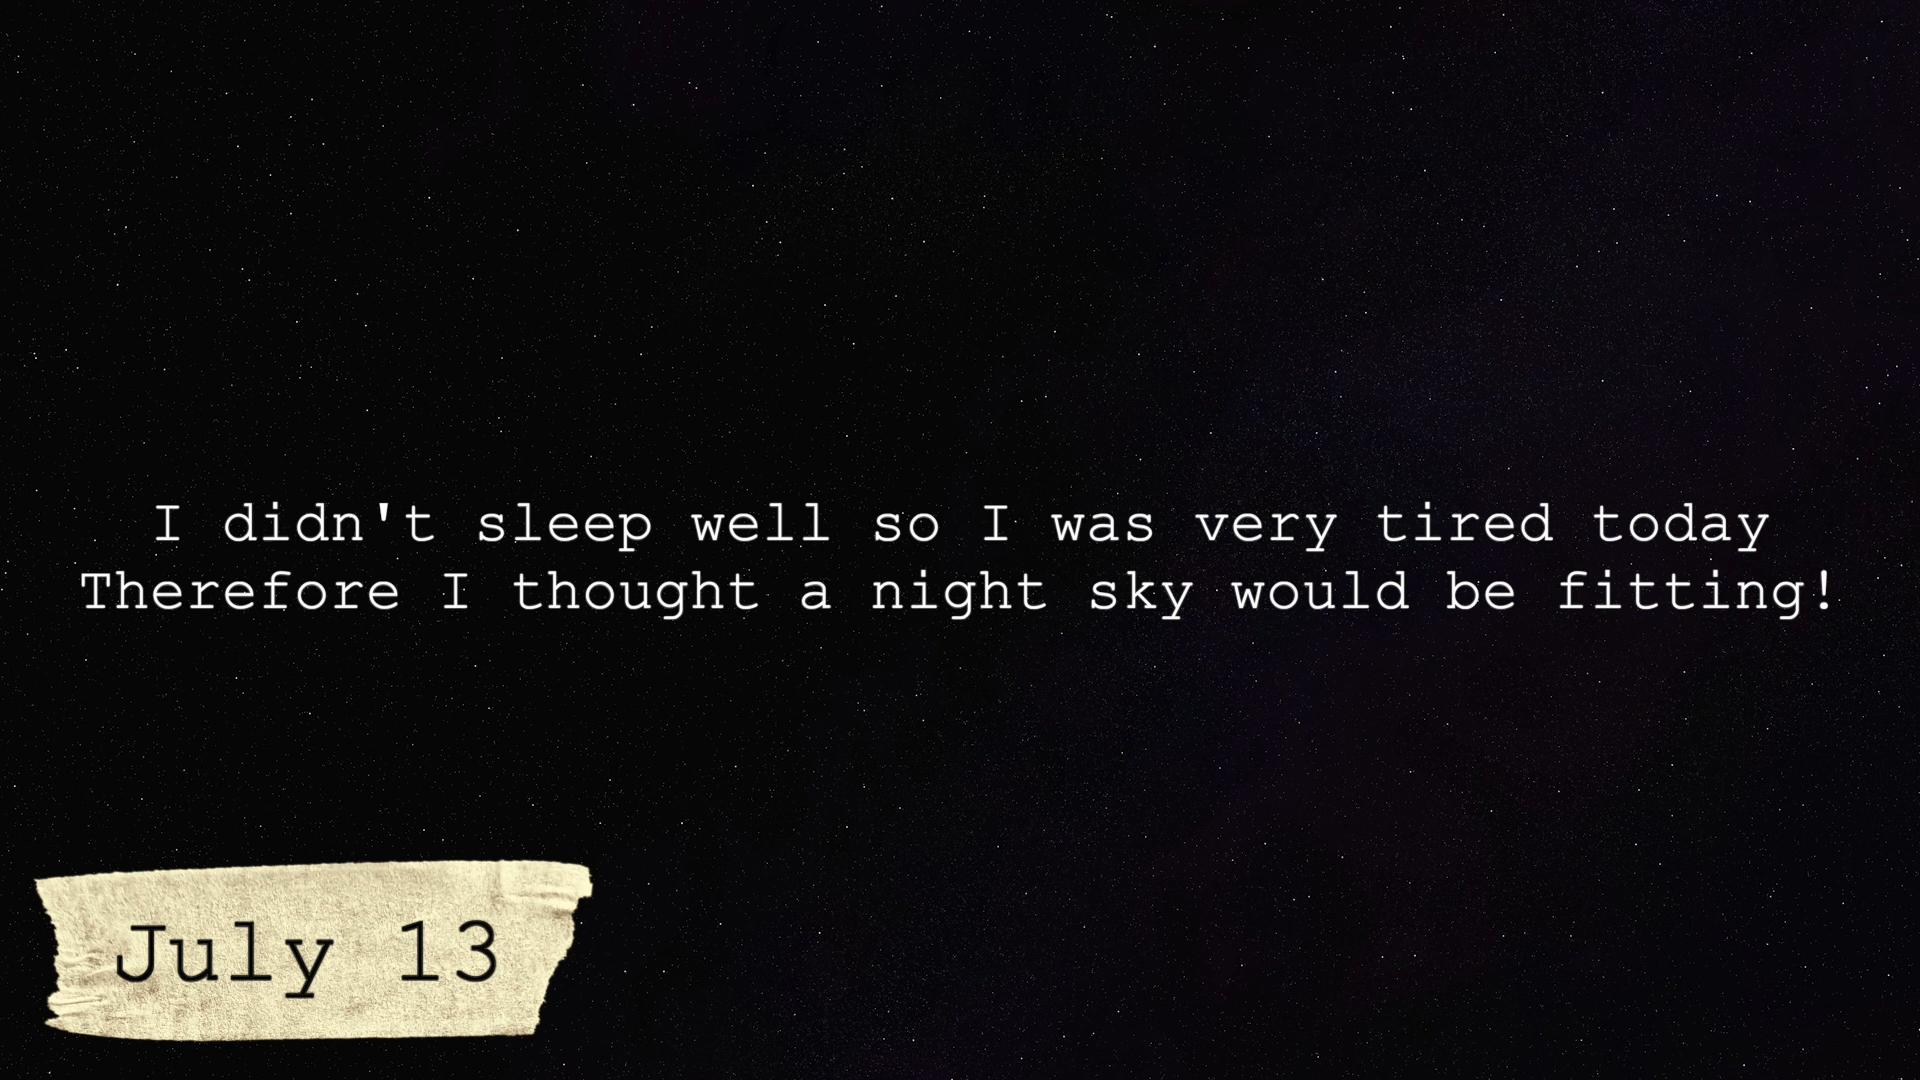 I didn't sleep well so I was very tired today
Therefore I thought a night sky would be fitting!
July 13